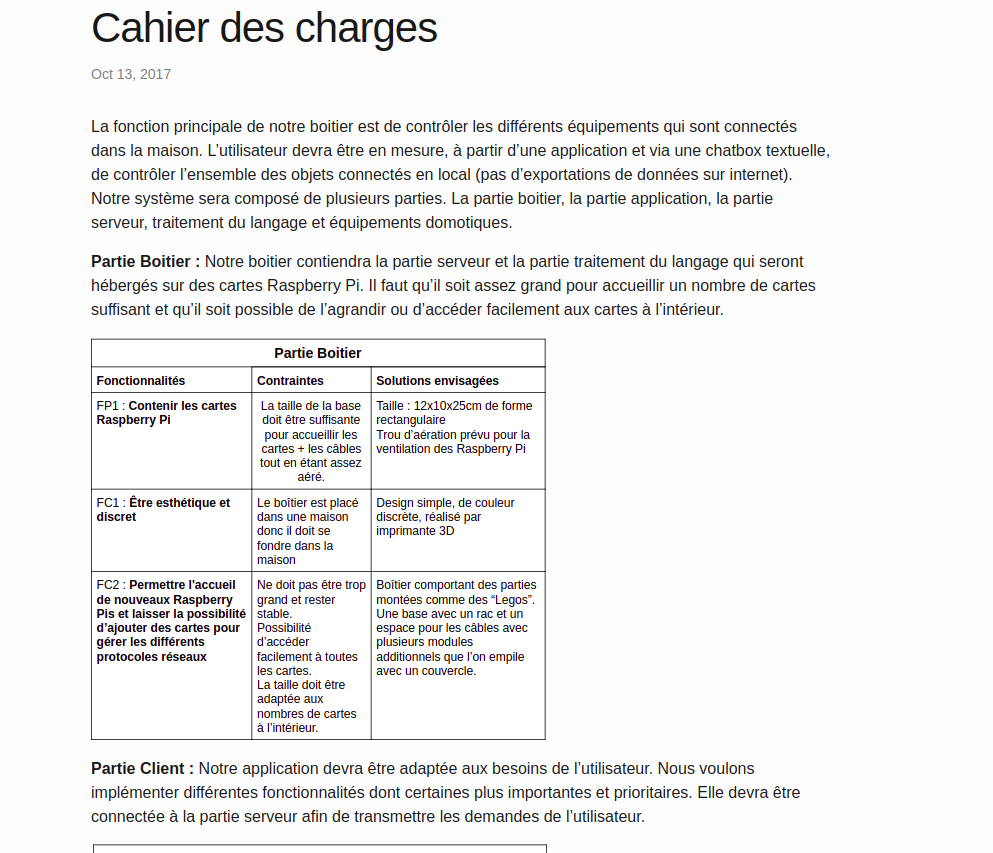 Cahier des charges
Oct 13, 2017
La fonction principale de notre boitier est de contrôler les différents équipements qui sont connectés
dans la maison. L’utilisateur devra être en mesure, à partir d’une application et via une chatbox textuelle,
de contrôler l’ensemble des objets connectés en local (pas d’exportations de données sur internet).
Notre système sera composé de plusieurs parties. La partie boitier, la partie application, la partie
serveur, traitement du langage et équipements domotiques.
Partie Boitier : Notre boitier contiendra la partie serveur et la partie traitement du langage qui seront
hébergés sur des cartes Raspberry Pi. Il faut qu’il soit assez grand pour accueillir un nombre de cartes
suffisant et qu’il soit possible de l’agrandir ou d’accéder facilement aux cartes à l’intérieur.
Partie Boitier
Fonctionnalités
Contraintes
Solutions envisagées
FP1 : Contenir les cartes
Raspberry Pi
La taille de la base
doit être suffisante
pour accueillir les
cartes + les câbles
tout en étant assez
aéré.
Taille : 12x10x25cm de forme
rectangulaire
Trou d’aération prévu pour la
ventilation des Raspberry Pi
FC1 : Être esthétique et
discret
Le boîtier est placé
dans une maison
donc il doit se
fondre dans la
maison
Design simple, de couleur
discrète, réalisé par
imprimante 3D
FC2 : Permettre l’accueil
de nouveaux Raspberry
Pis et laisser la possibilité
d’ajouter des cartes pour
gérer les différents
protocoles réseaux
Ne doit pas être trop
grand et rester
stable.
Possibilité
d’accéder
facilement à toutes
les cartes.
La taille doit être
adaptée aux
nombres de cartes
à l’intérieur.
Boîtier comportant des parties
montées comme des “Legos”.
Une base avec un rac et un
espace pour les câbles avec
plusieurs modules
additionnels que l’on empile
avec un couvercle.
Partie Client : Notre application devra être adaptée aux besoins de l’utilisateur. Nous voulons
implémenter différentes fonctionnalités dont certaines plus importantes et prioritaires. Elle devra être
connectée à la partie serveur afin de transmettre les demandes de l’utilisateur.